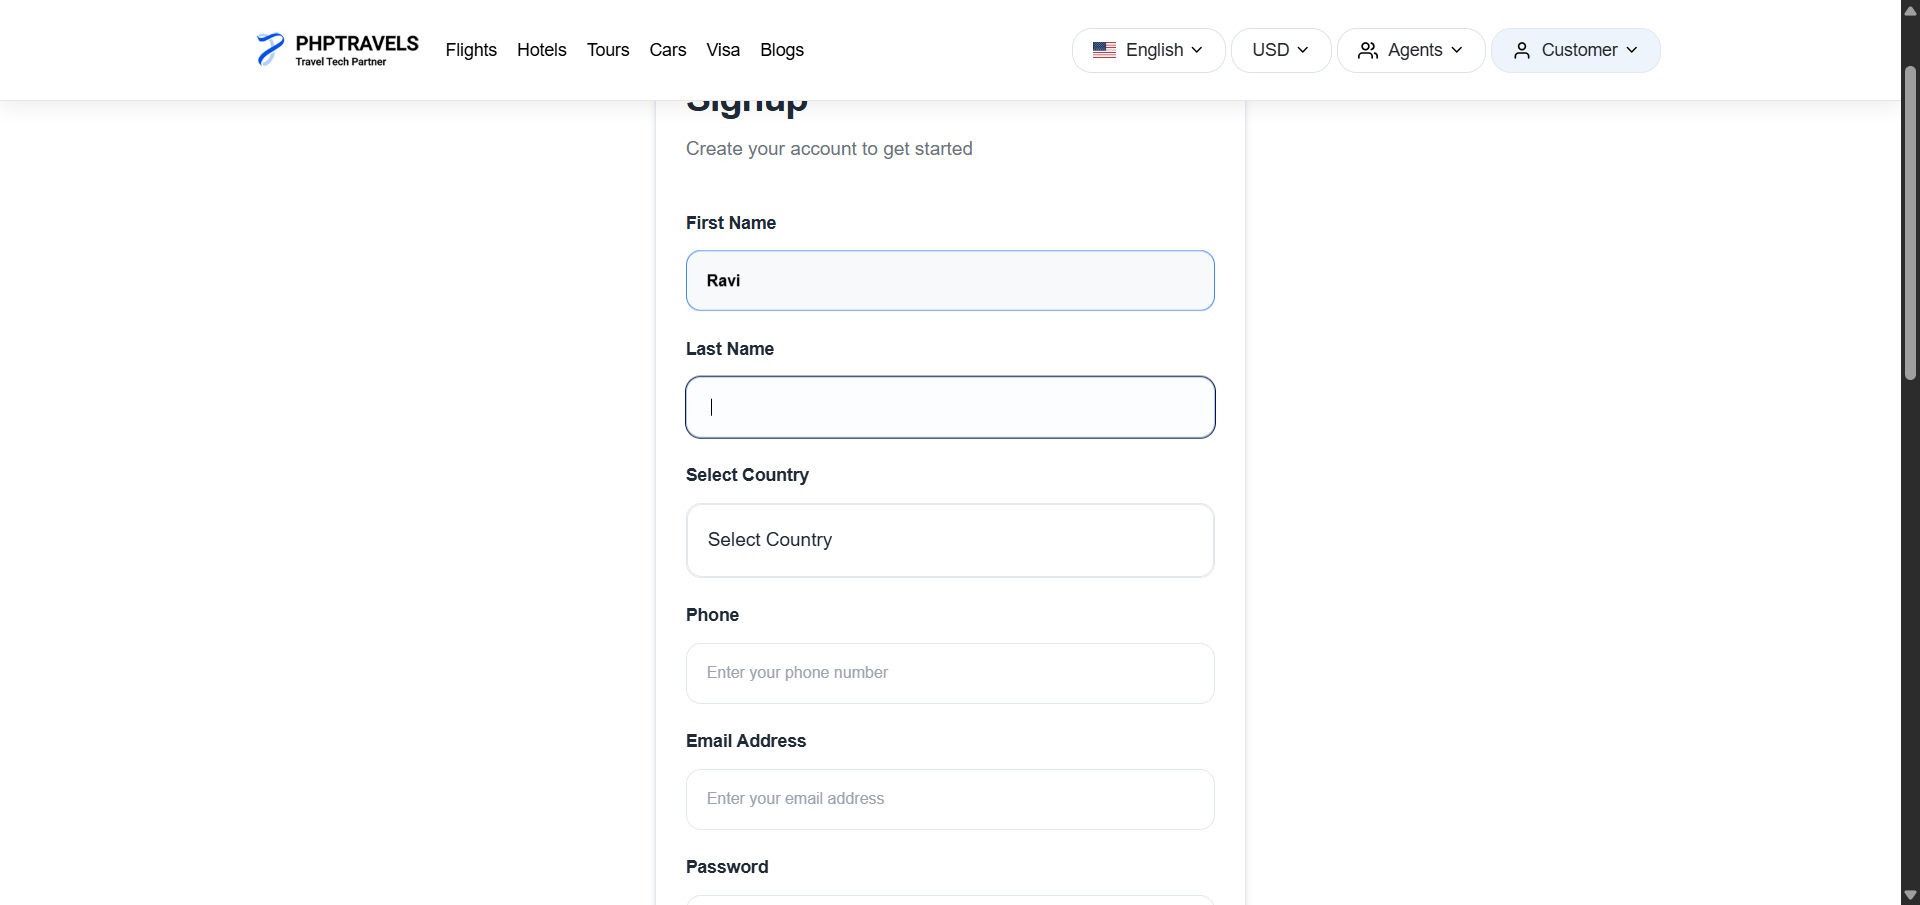 PHPTRAVELS
Travel Tech Partner
Flights Hotels Tours Cars Visa Blogs
English USD Agents Customer
Signup
Create your account to get started
First Name
Ravi
Last Name
Select Country
Select Country
Phone
Enter your phone number
Email Address
Enter your email address
Password